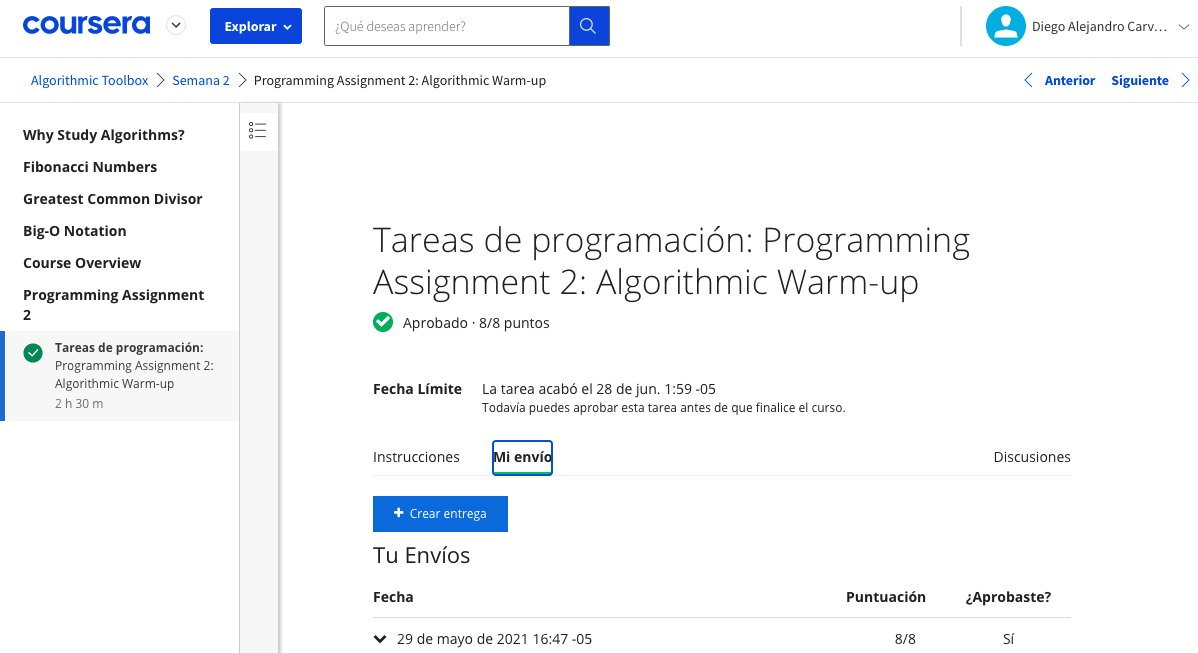 coursera
Explorar
¿Qué deseas aprender?
Diego Alejandro Carv...
Algorithmic Toolbox
Semana 2
Programming Assignment 2: Algorithmic Warm-up
Anterior
Siguiente
Why Study Algorithms?
Fibonacci Numbers
Greatest Common Divisor
Big-O Notation
Course Overview
Programming Assignment
2
Tareas de programación:
Programming Assignment 2:
Algorithmic Warm-up
2 h 30 m
Tareas de programación: Programming
Assignment 2: Algorithmic Warm-up
Aprobado · 8/8 puntos
Fecha Límite
La tarea acabó el 28 de jun. 1:59 -05
Todavía puedes aprobar esta tarea antes de que finalice el curso.
Instrucciones
Mi envío
Discusiones
+ Crear entrega
Tu Envíos
Fecha
Puntuación
¿Aprobaste?
29 de mayo de 2021 16:47 -05
8/8
Sí